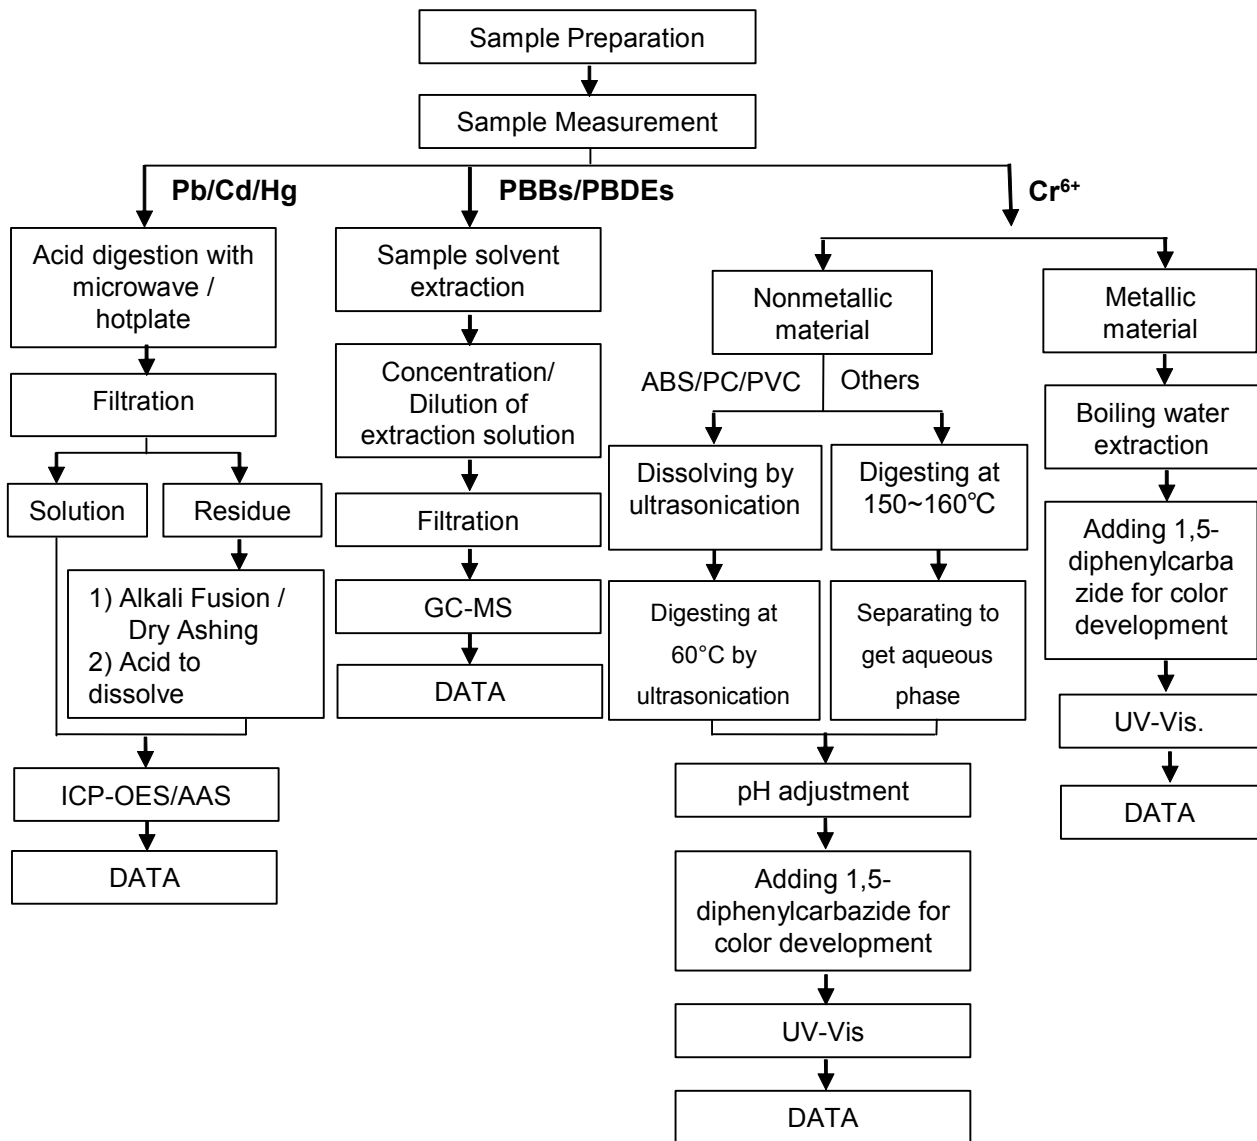 Sample Preparation
Sample Measurement
Pb/Cd/Hg
PBBs/PBDEs
Cr⁶⁺
Acid digestion with
microwave /
hotplate
Filtration
Solution
Residue
1) Alkali Fusion /
Dry Ashing
2) Acid to
dissolve
ICP-OES/AAS
DATA
Sample solvent
extraction
Concentration/
Dilution of
extraction solution
Filtration
GC-MS
DATA
Nonmetallic
material
ABS/PC/PVC
Others
Dissolving by
ultrasonication
Digesting at
60°C by
ultrasonication
Digesting at
150~160℃
Separating to
get aqueous
phase
pH adjustment
Adding 1,5-
diphenylcarbazide for
color development
UV-Vis
DATA
Metallic
material
Boiling water
extraction
Adding 1,5-
diphenylcarba
zide for color
development
UV-Vis.
DATA